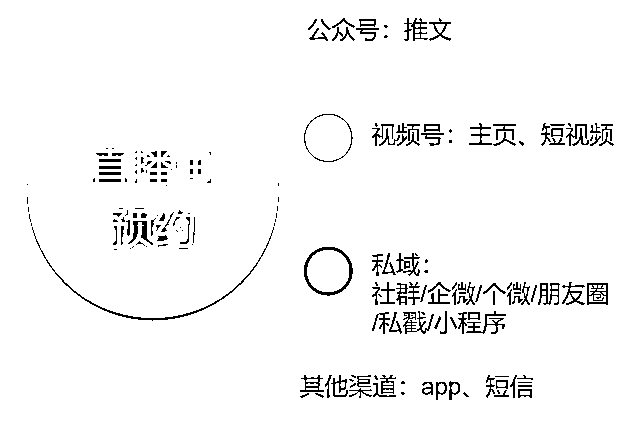 直播间
预约
公众号：推文
视频号：主页、短视频
私域：
社群/企微/个微/朋友圈
/私戳/小程序
其他渠道：app、短信